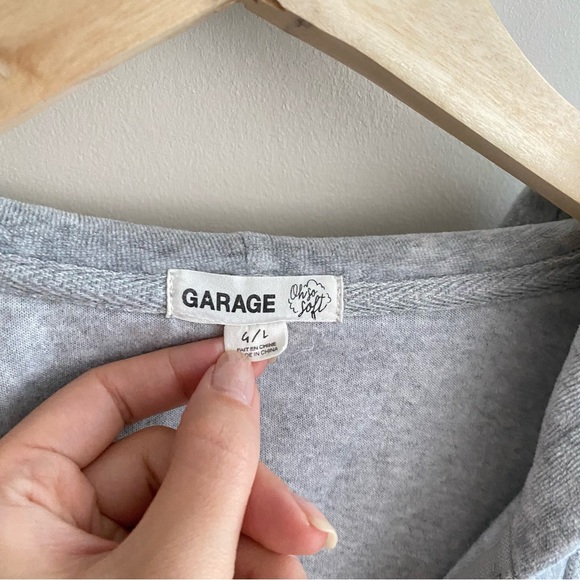 GARAGE
Oh so
soft
G/L
FAIT EN CHINE
MADE IN CHINA